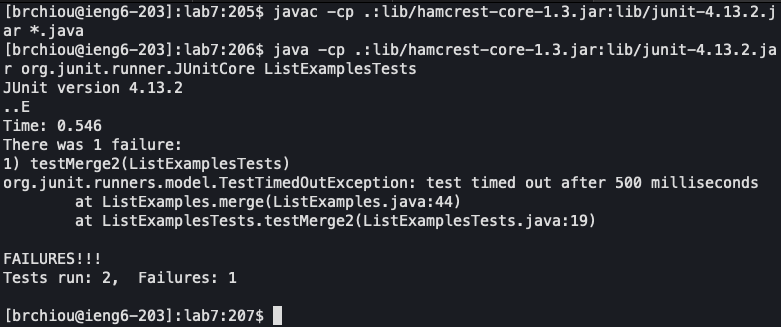 [brchiou@ieng6-203]:lab7:205$ javac -cp .:lib/hamcrest-core-1.3.jar:lib/junit-4.13.2.j
ar *.java
[brchiou@ieng6-203]:lab7:206$ java -cp .:lib/hamcrest-core-1.3.jar:lib/junit-4.13.2.ja
r org.junit.runner.JUnitCore ListExamplesTests
JUnit version 4.13.2
..E
Time: 0.546
There was 1 failure:
1) testMerge2(ListExamplesTests)
org.junit.runners.model.TestTimedOutException: test timed out after 500 milliseconds
        at ListExamples.merge(ListExamples.java:44)
        at ListExamplesTests.testMerge2(ListExamplesTests.java:19)

FAILURES!!!
Tests run: 2,  Failures: 1

[brchiou@ieng6-203]:lab7:207$